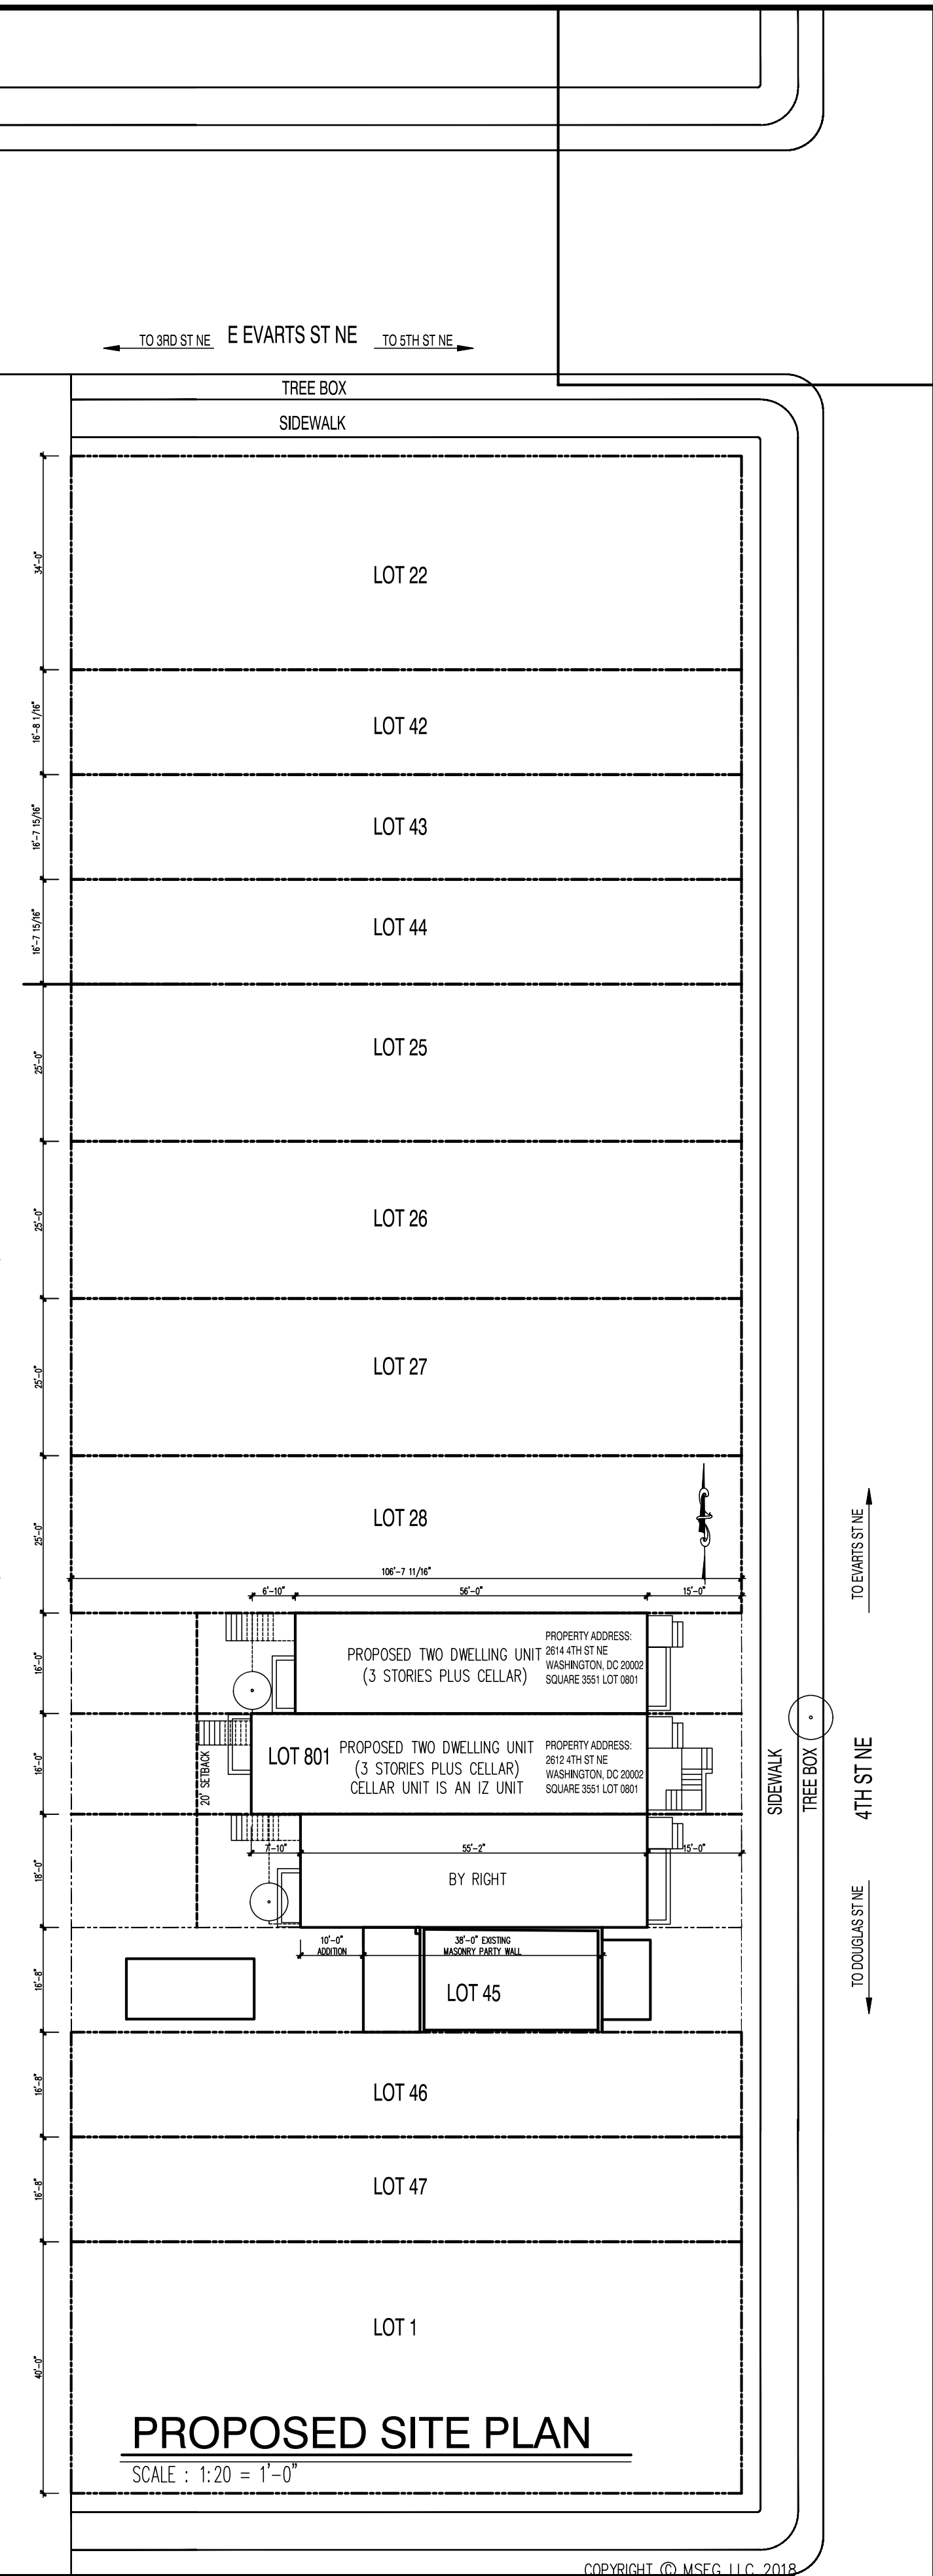 TO 3RD ST NE E EVARTS ST NE TO 5TH ST NE
TREE BOX
SIDEWALK
34'-0"
LOT 22
16'-8 1/16"
LOT 42
16'-7 15/16"
LOT 43
16'-7 15/16"
LOT 44
25'-0"
LOT 25
25'-0"
LOT 26
25'-0"
LOT 27
25'-0"
LOT 28
TO EVARTS ST NE
106'-7 11/16"
6'-10" 56'-0" 15'-0"
16'-0"
PROPOSED TWO DWELLING UNIT
(3 STORIES PLUS CELLAR)
PROPERTY ADDRESS:
2614 4TH ST NE
WASHINGTON, DC 20002
SQUARE 3551 LOT 0801
16'-0"
20' SETBACK
LOT 801
PROPOSED TWO DWELLING UNIT
(3 STORIES PLUS CELLAR)
CELLAR UNIT IS AN IZ UNIT
PROPERTY ADDRESS:
2612 4TH ST NE
WASHINGTON, DC 20002
SQUARE 3551 LOT 0801
SIDEWALK
TREE BOX
4TH ST NE
18'-0"
7'-10" 55'-2" 15'-0"
BY RIGHT
TO DOUGLAS ST NE
16'-8"
10'-0"
ADDITION
38'-0" EXISTING
MASONRY PARTY WALL
LOT 45
16'-8"
LOT 46
16'-8"
LOT 47
40'-0"
LOT 1
PROPOSED SITE PLAN
SCALE : 1:20 = 1'-0"
COPYRIGHT © MSEG LLC 2018